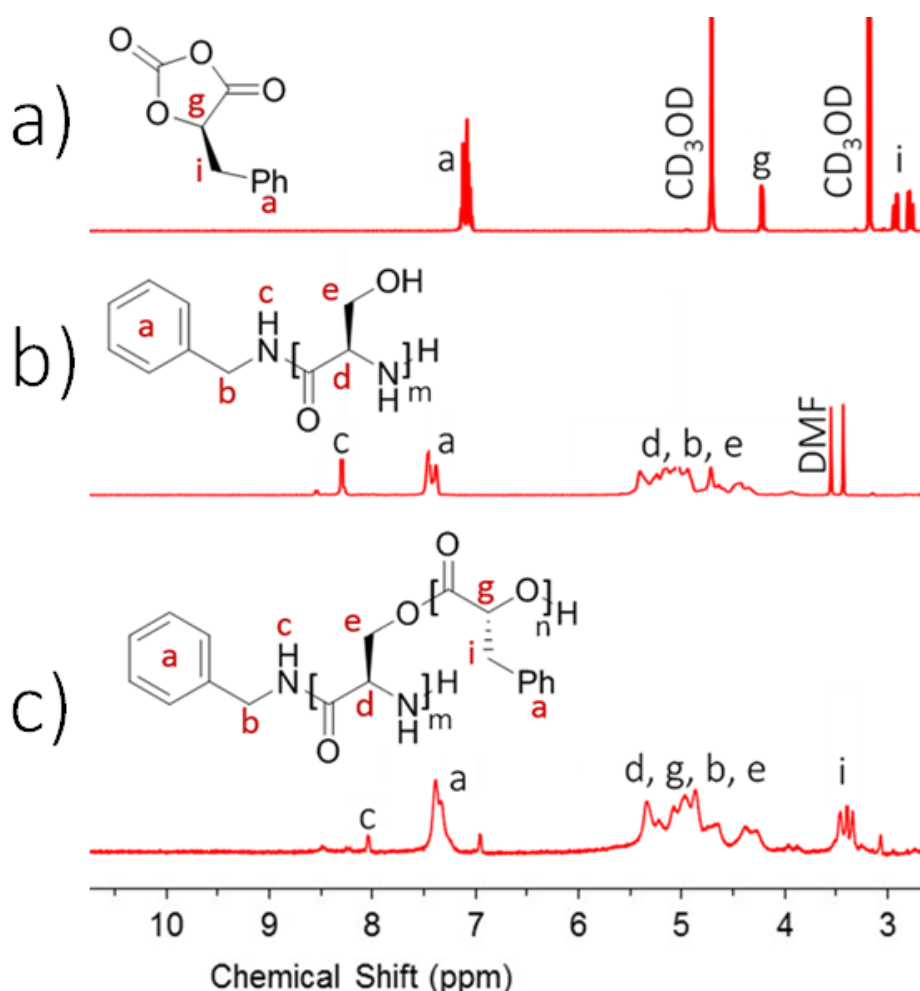 a)
O
O
O
O
O
g
i
Ph
a
a
CD3OD
g
CD3OD
i
b)
a
b
c
H
N
[
O
e
OH
d
N
H
]
m
H
c
a
d, b, e
DMF
c)
a
b
c
H
N
[
O
e
O
d
N
H
]
m
H
[
O
g
O
]
n
H
i
Ph
a
c
a
d, g, b, e
i
10
9
8
7
6
5
4
3
Chemical Shift (ppm)